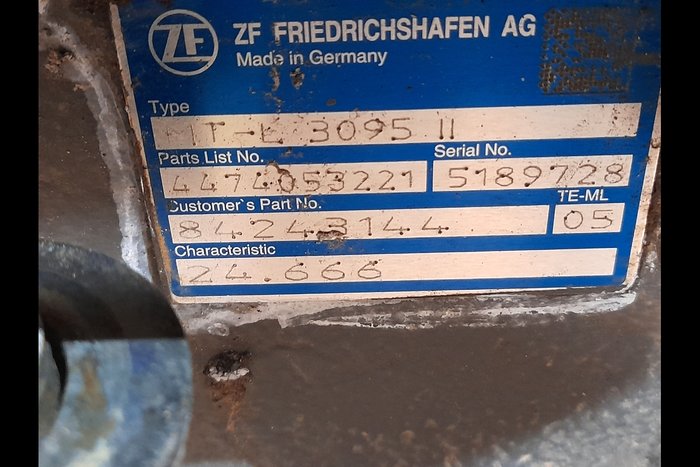 ZF ZF FRIEDRICHSHAFEN AG
Made in Germany
Type
MT-L 3095 II
Parts List No. Serial No.
4474053221 5189728
Customer's Part No. TE-ML
84243144 05
Characteristic
24.666